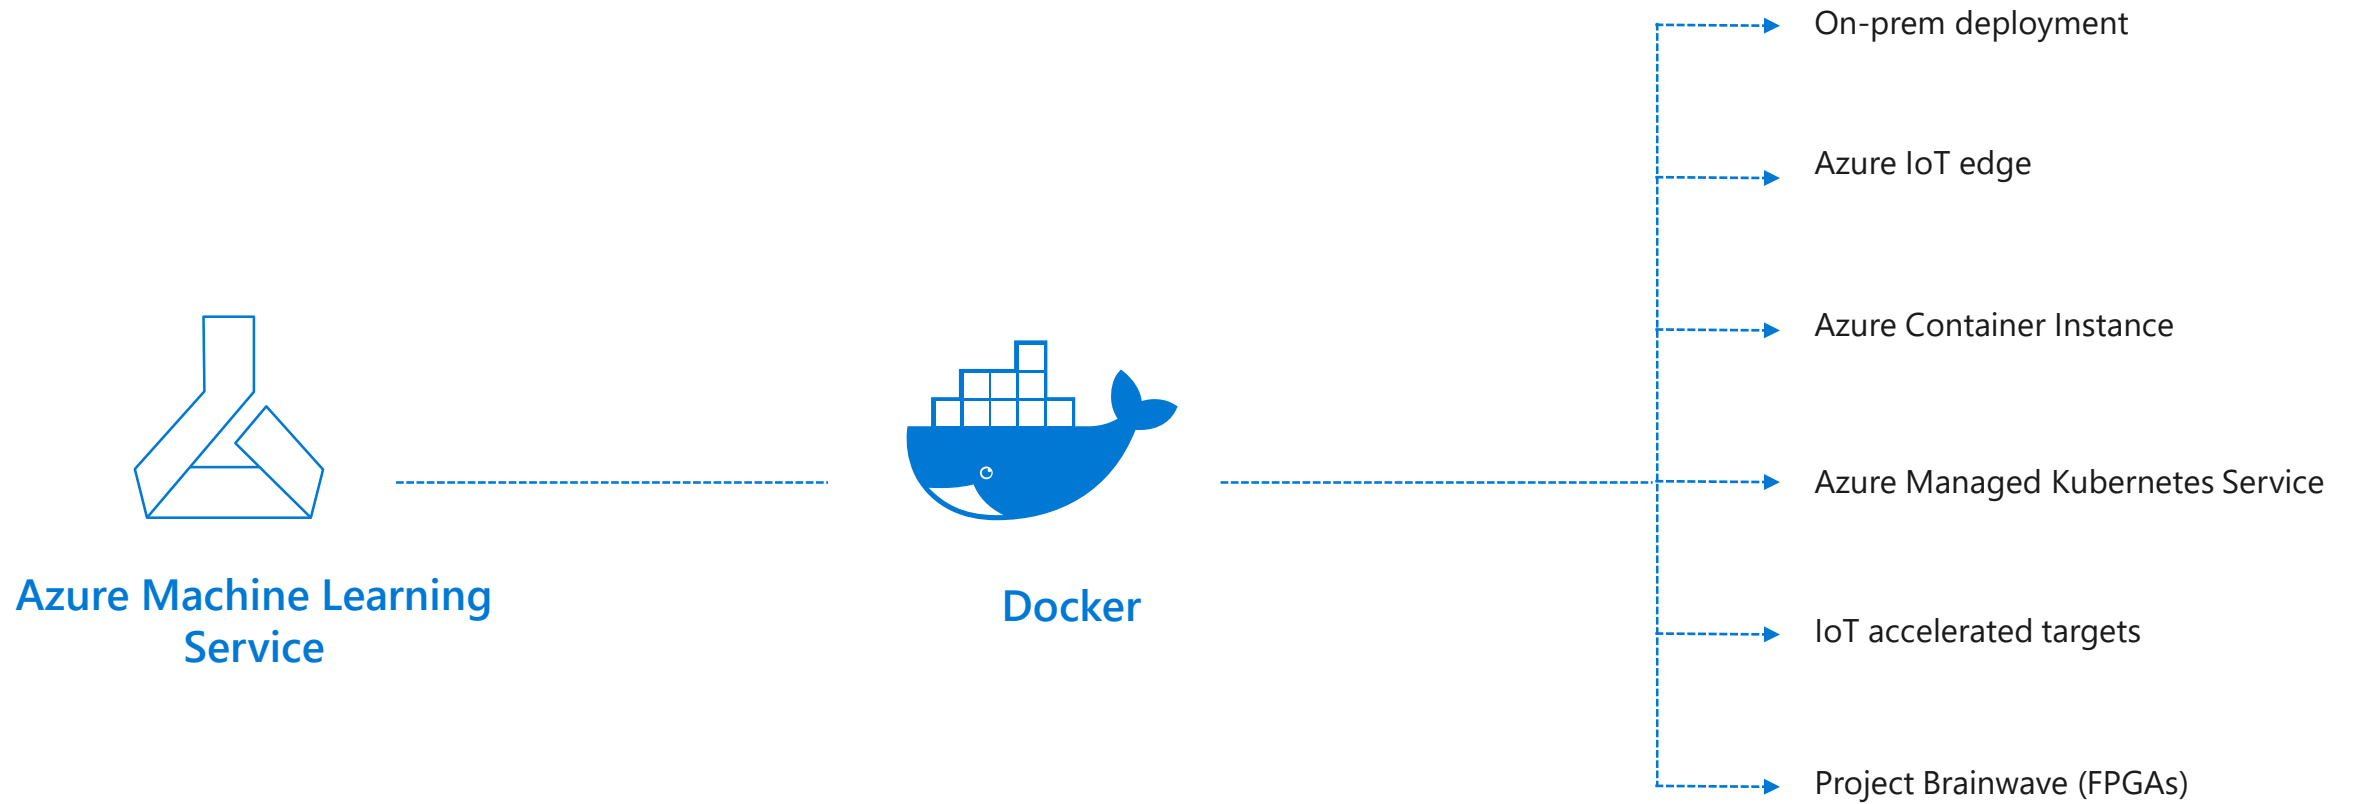 On-prem deployment
Azure IoT edge
Azure Container Instance
Azure Managed Kubernetes Service
IoT accelerated targets
Project Brainwave (FPGAs)
Azure Machine Learning
Service
Docker